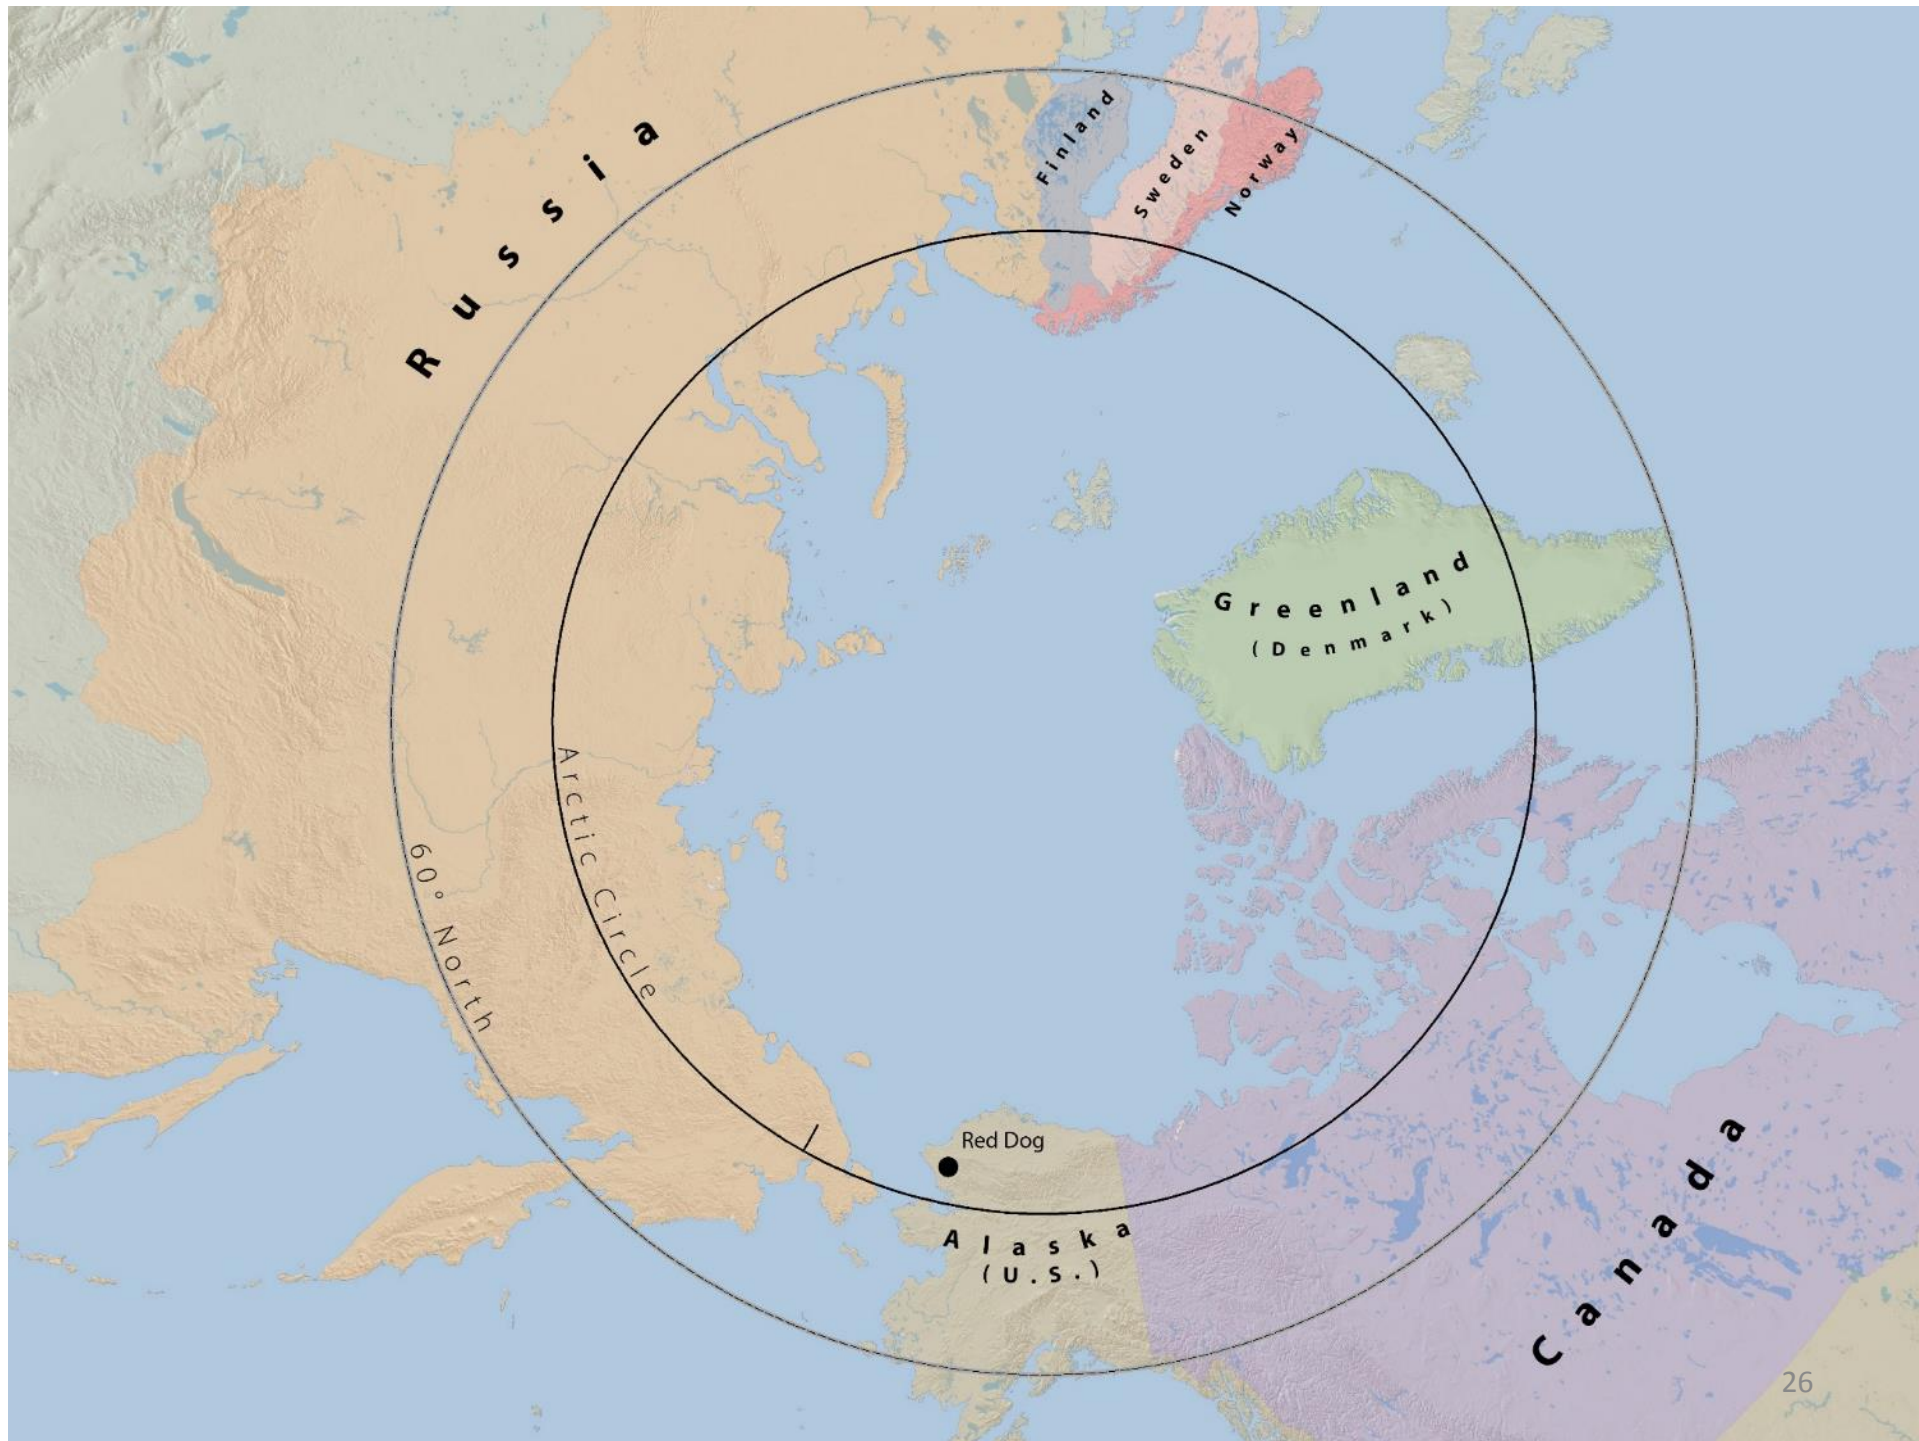 Russia
Finland
Sweden
Norway
Greenland
(Denmark)
Arctic Circle
60° North
Red Dog
Alaska
(U.S.)
Canada
26